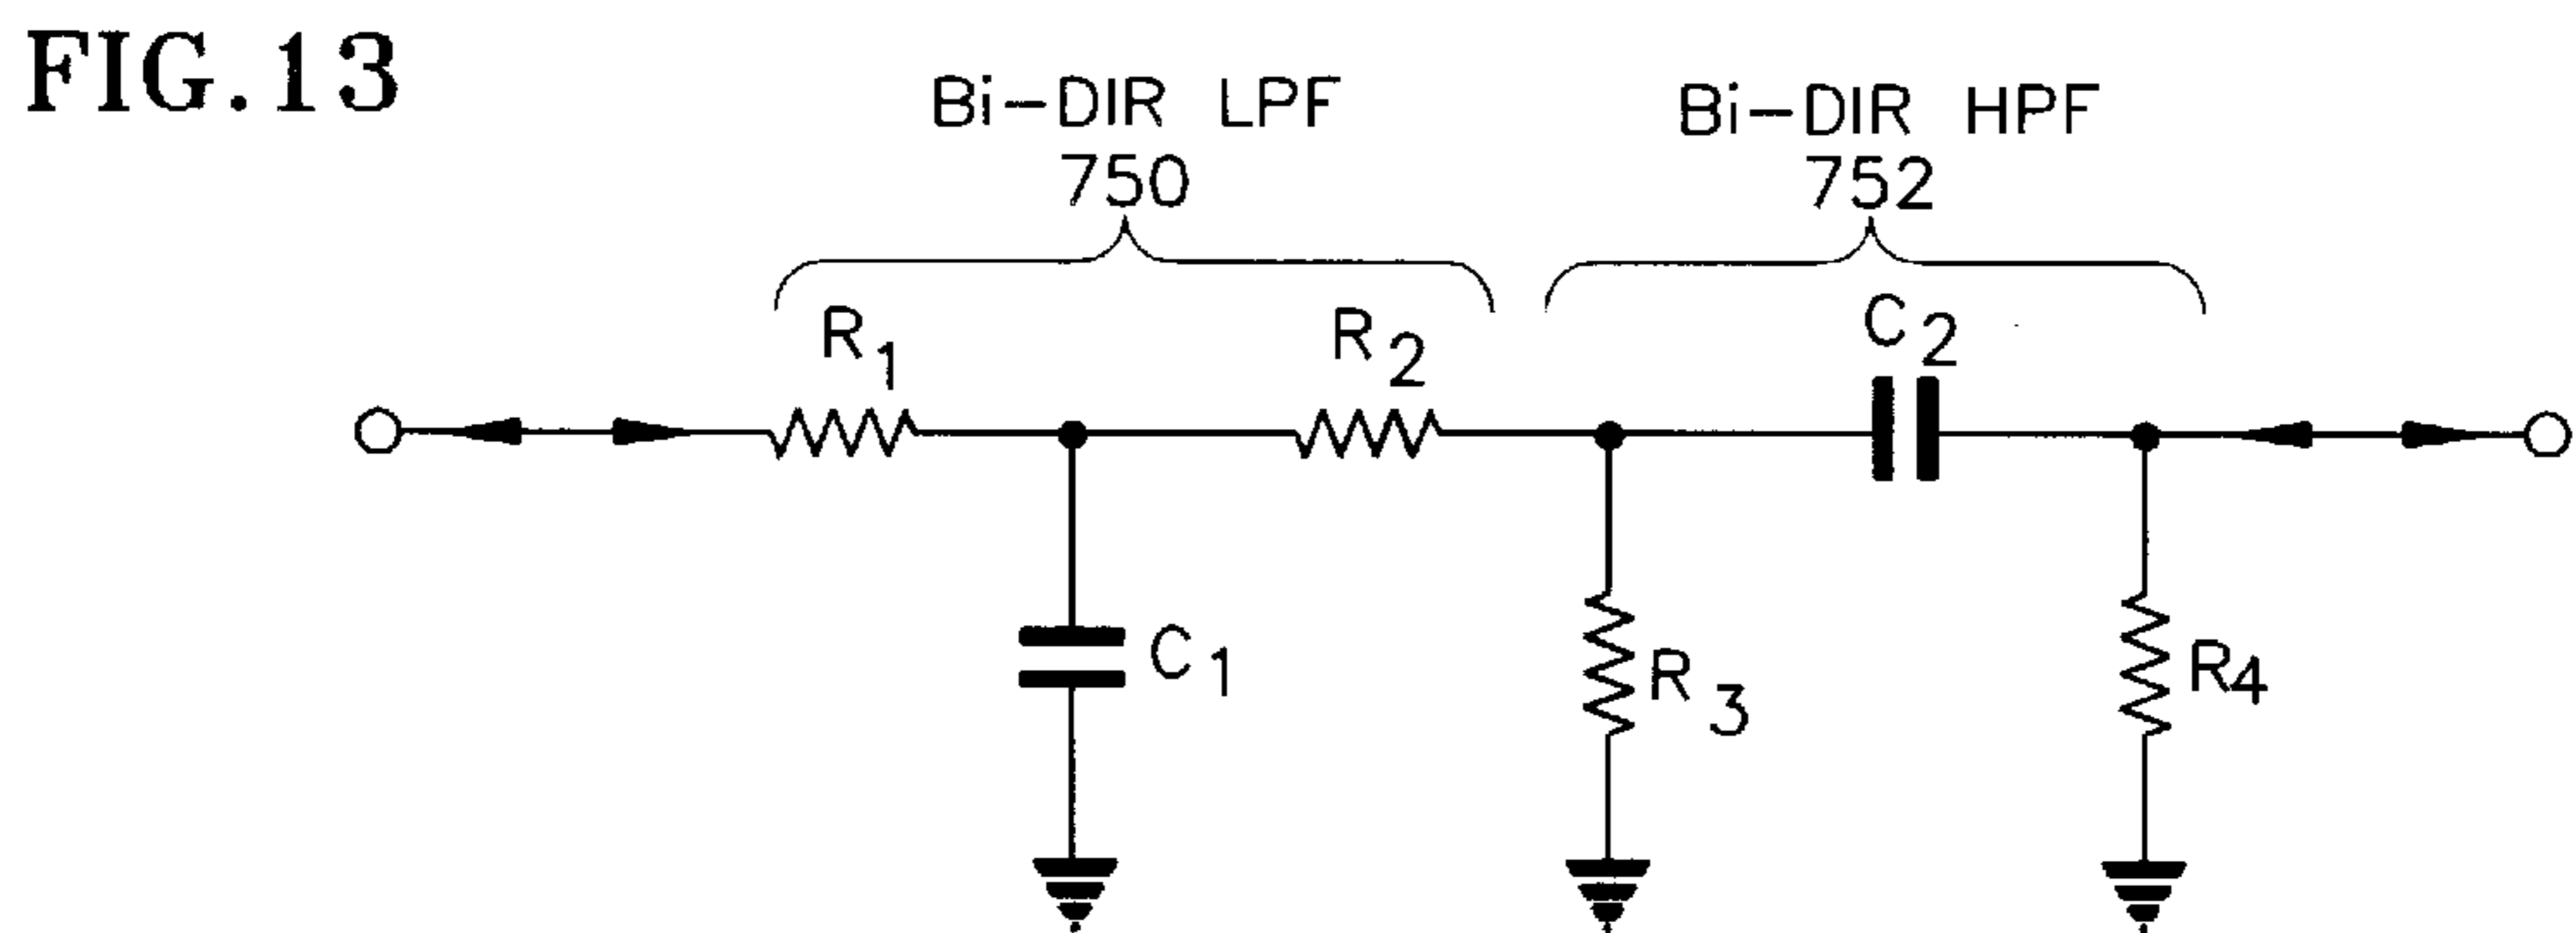 FIG.13
Bi-DIR LPF
750
Bi-DIR HPF
752
R1
R2
C2
C1
R3
R4